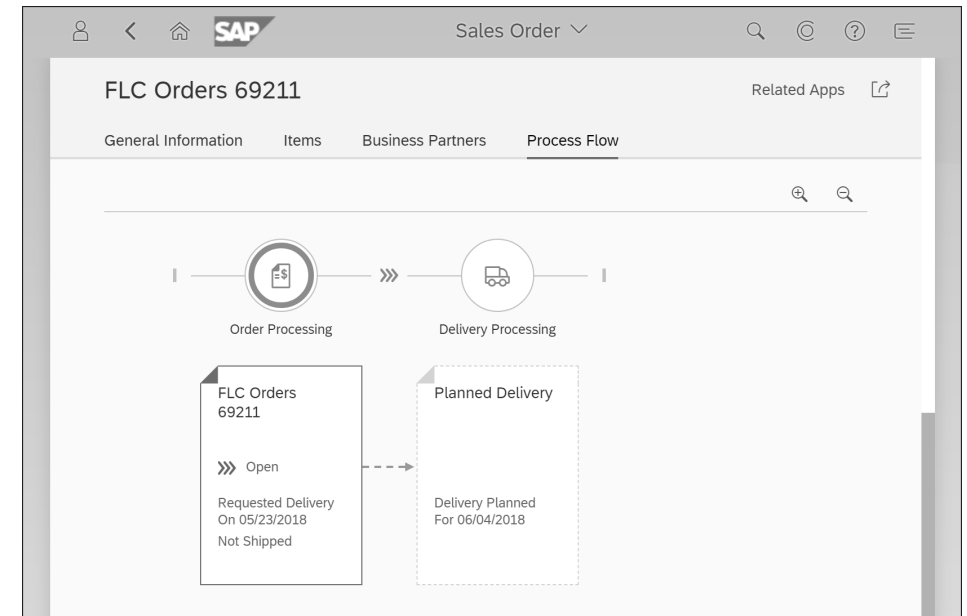 SAP
Sales Order
FLC Orders 69211
Related Apps
General Information
Items
Business Partners
Process Flow
Order Processing
Delivery Processing
FLC Orders
69211
Open
Requested Delivery
On 05/23/2018
Not Shipped
Planned Delivery
Delivery Planned
For 06/04/2018